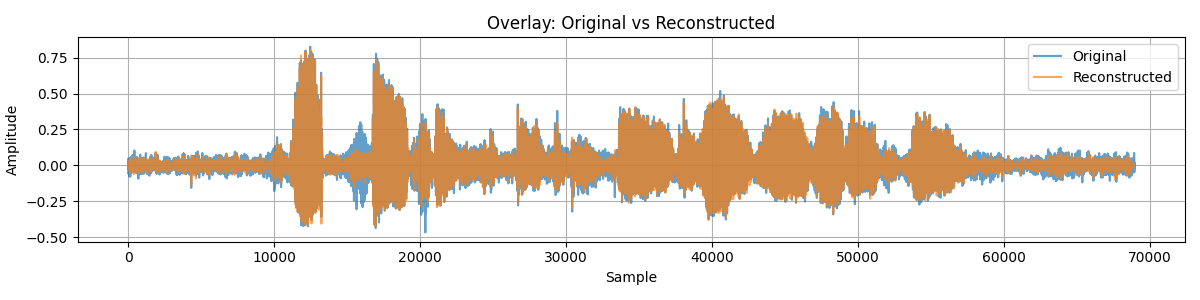 Overlay: Original vs Reconstructed
Amplitude
0.75
0.50
0.25
0.00
−0.25
−0.50
Original
Reconstructed
0 10000 20000 30000 40000 50000 60000 70000
Sample